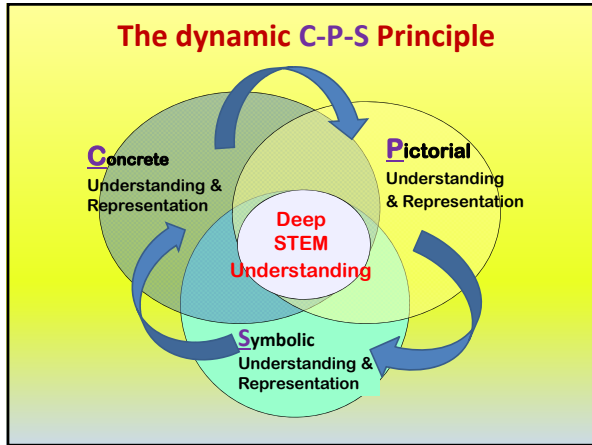 The dynamic C-P-S Principle
Concrete
Understanding &
Representation
Pictorial
Understanding
& Representation
Deep
STEM
Understanding
Symbolic
Understanding &
Representation